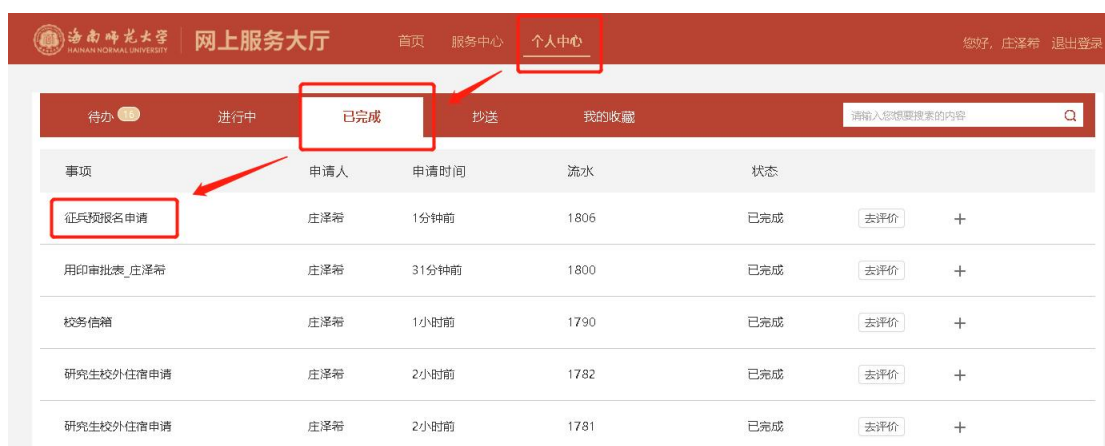 海南师范大学 网上服务大厅 首页 服务中心 个人中心 您好, 庄泽希 退出登录
HAINAN NORMAL UNIVERSITY
待办 16 进行中 已完成 抄送 我的收藏 请输入您想要搜索的内容
事项 申请人 申请时间 流水 状态
征兵预报名申请 庄泽希 1分钟前 1806 已完成 去评价 +
用印审批表_庄泽希 庄泽希 31分钟前 1800 已完成 去评价 +
校务信箱 庄泽希 1小时前 1790 已完成 去评价 +
研究生校外住宿申请 庄泽希 2小时前 1782 已完成 去评价 +
研究生校外住宿申请 庄泽希 2小时前 1781 已完成 去评价 +